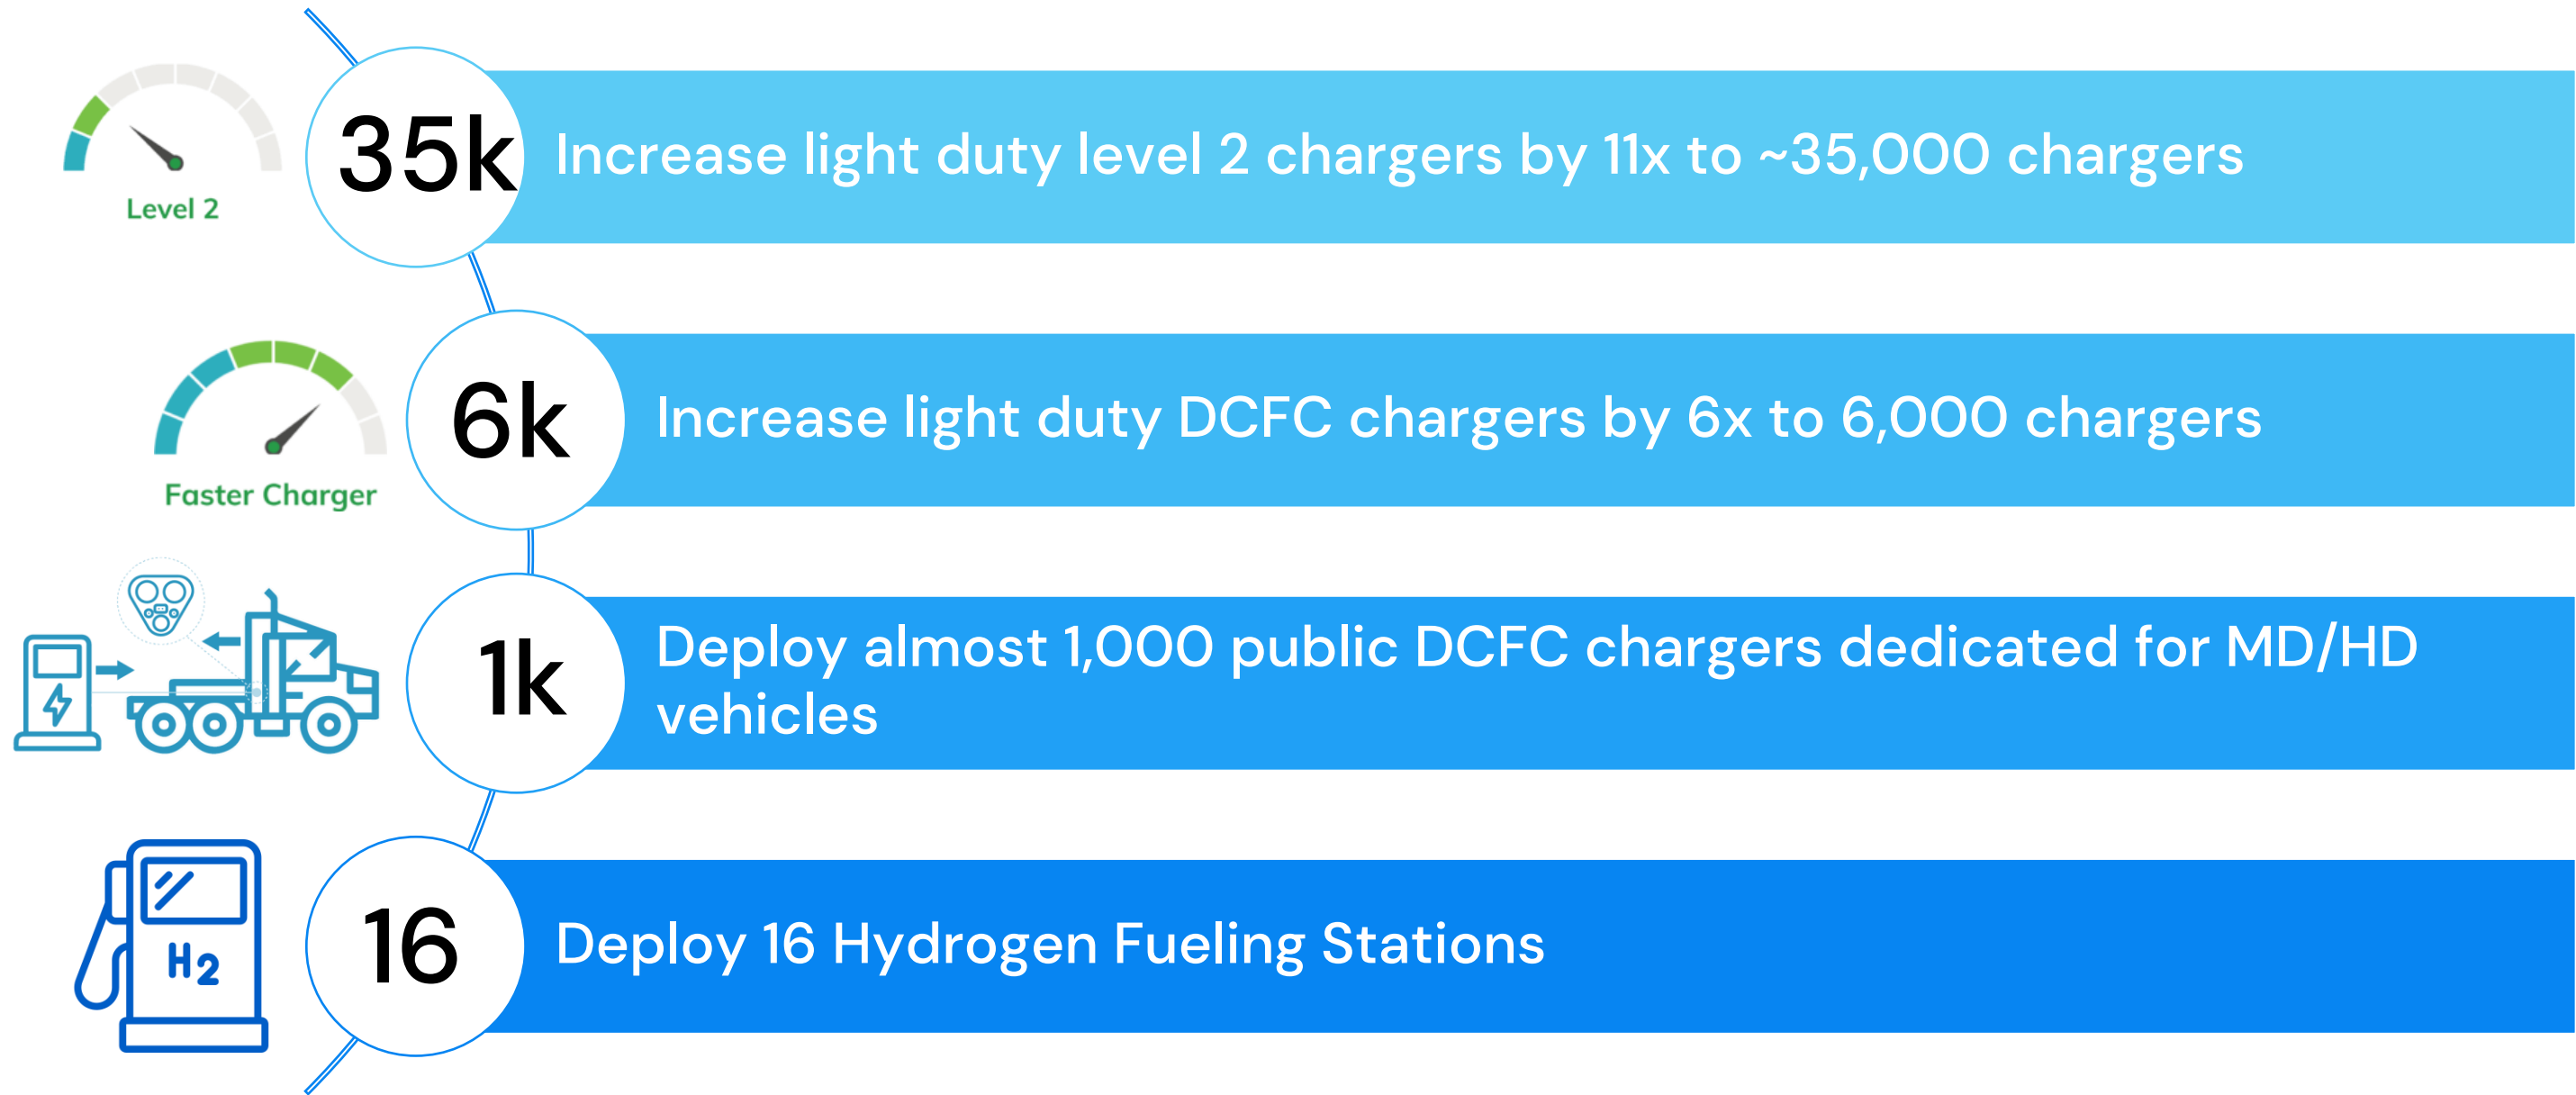 Level 2
35k
Increase light duty level 2 chargers by 11x to ~35,000 chargers
Faster Charger
6k
Increase light duty DCFC chargers by 6x to 6,000 chargers
1k
Deploy almost 1,000 public DCFC chargers dedicated for MD/HD
vehicles
H2
16
Deploy 16 Hydrogen Fueling Stations